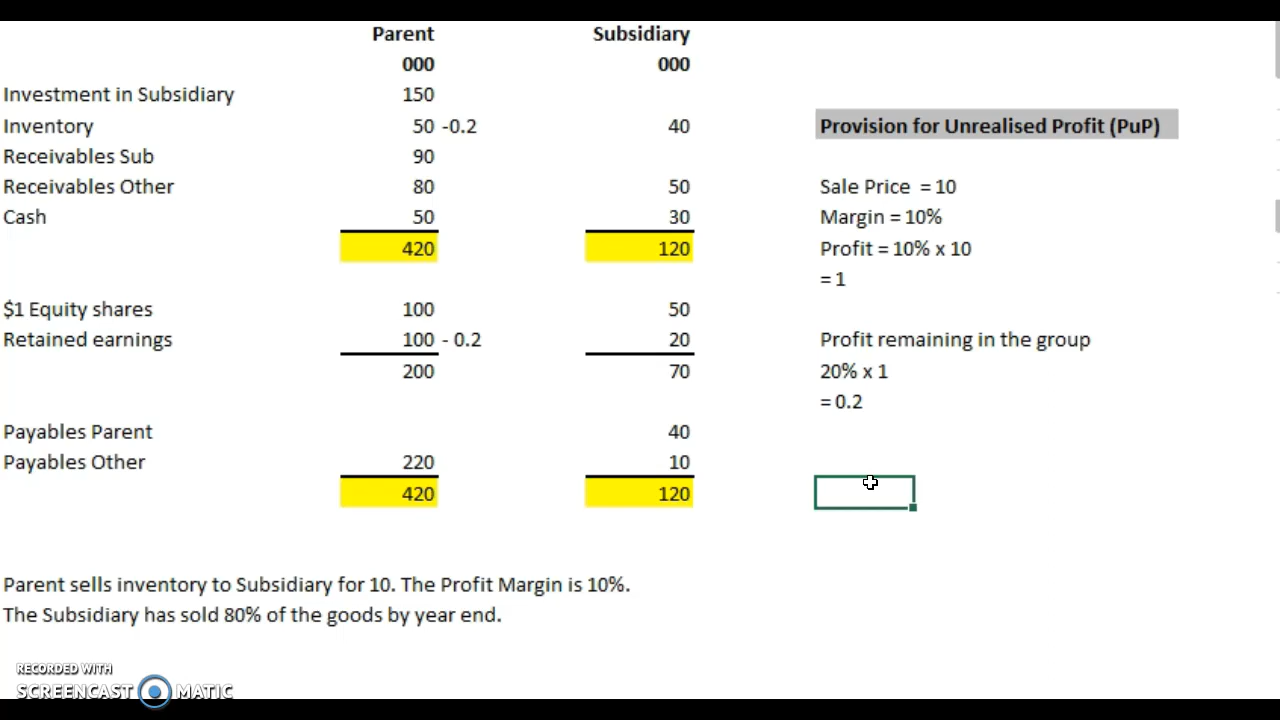 Parent Subsidiary
000 000
Investment in Subsidiary 150
Inventory 50 -0.2 40 Provision for Unrealised Profit (PuP)
Receivables Sub 90
Receivables Other 80 50 Sale Price = 10
Cash 50 30 Margin = 10%
420 120 Profit = 10% x 10
= 1
$1 Equity shares 100 50
Retained earnings 100 - 0.2 20 Profit remaining in the group
200 70 20% x 1
= 0.2
Payables Parent 40
Payables Other 220 10
420 120
Parent sells inventory to Subsidiary for 10. The Profit Margin is 10%.
The Subsidiary has sold 80% of the goods by year end.
RECORDED WITH
SCREENCAST MATIC